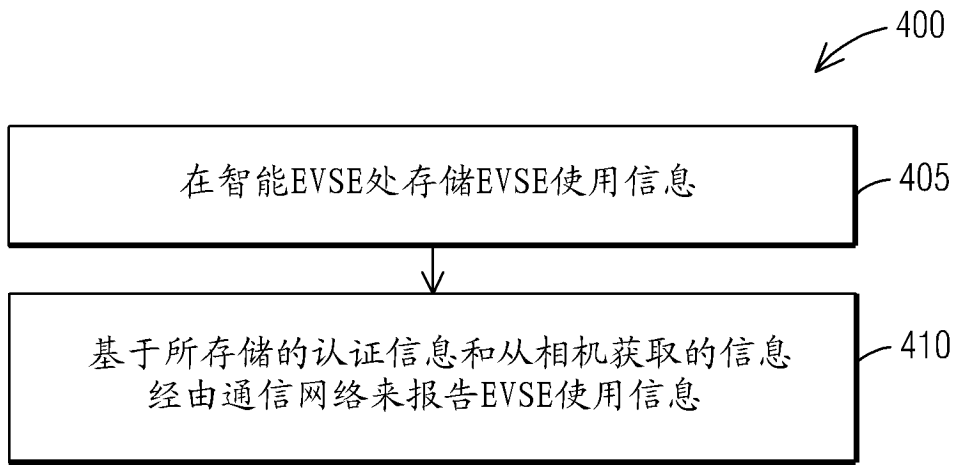 400
在智能EVSE处存储EVSE使用信息
405
基于所存储的认证信息和从相机获取的信息
经由通信网络来报告EVSE使用信息
410